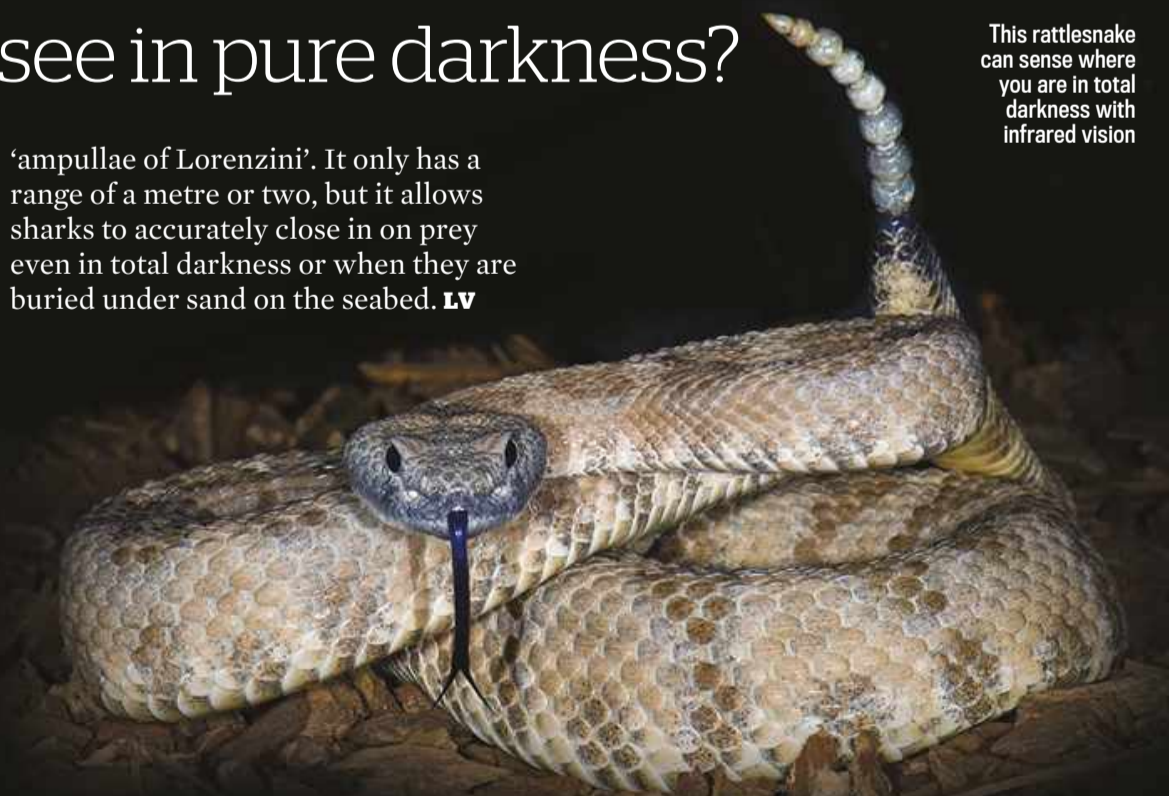 see in pure darkness?
‘ampullae of Lorenzini’. It only has a
range of a metre or two, but it allows
sharks to accurately close in on prey
even in total darkness or when they are
buried under sand on the seabed. LV
This rattlesnake
can sense where
you are in total
darkness with
infrared vision